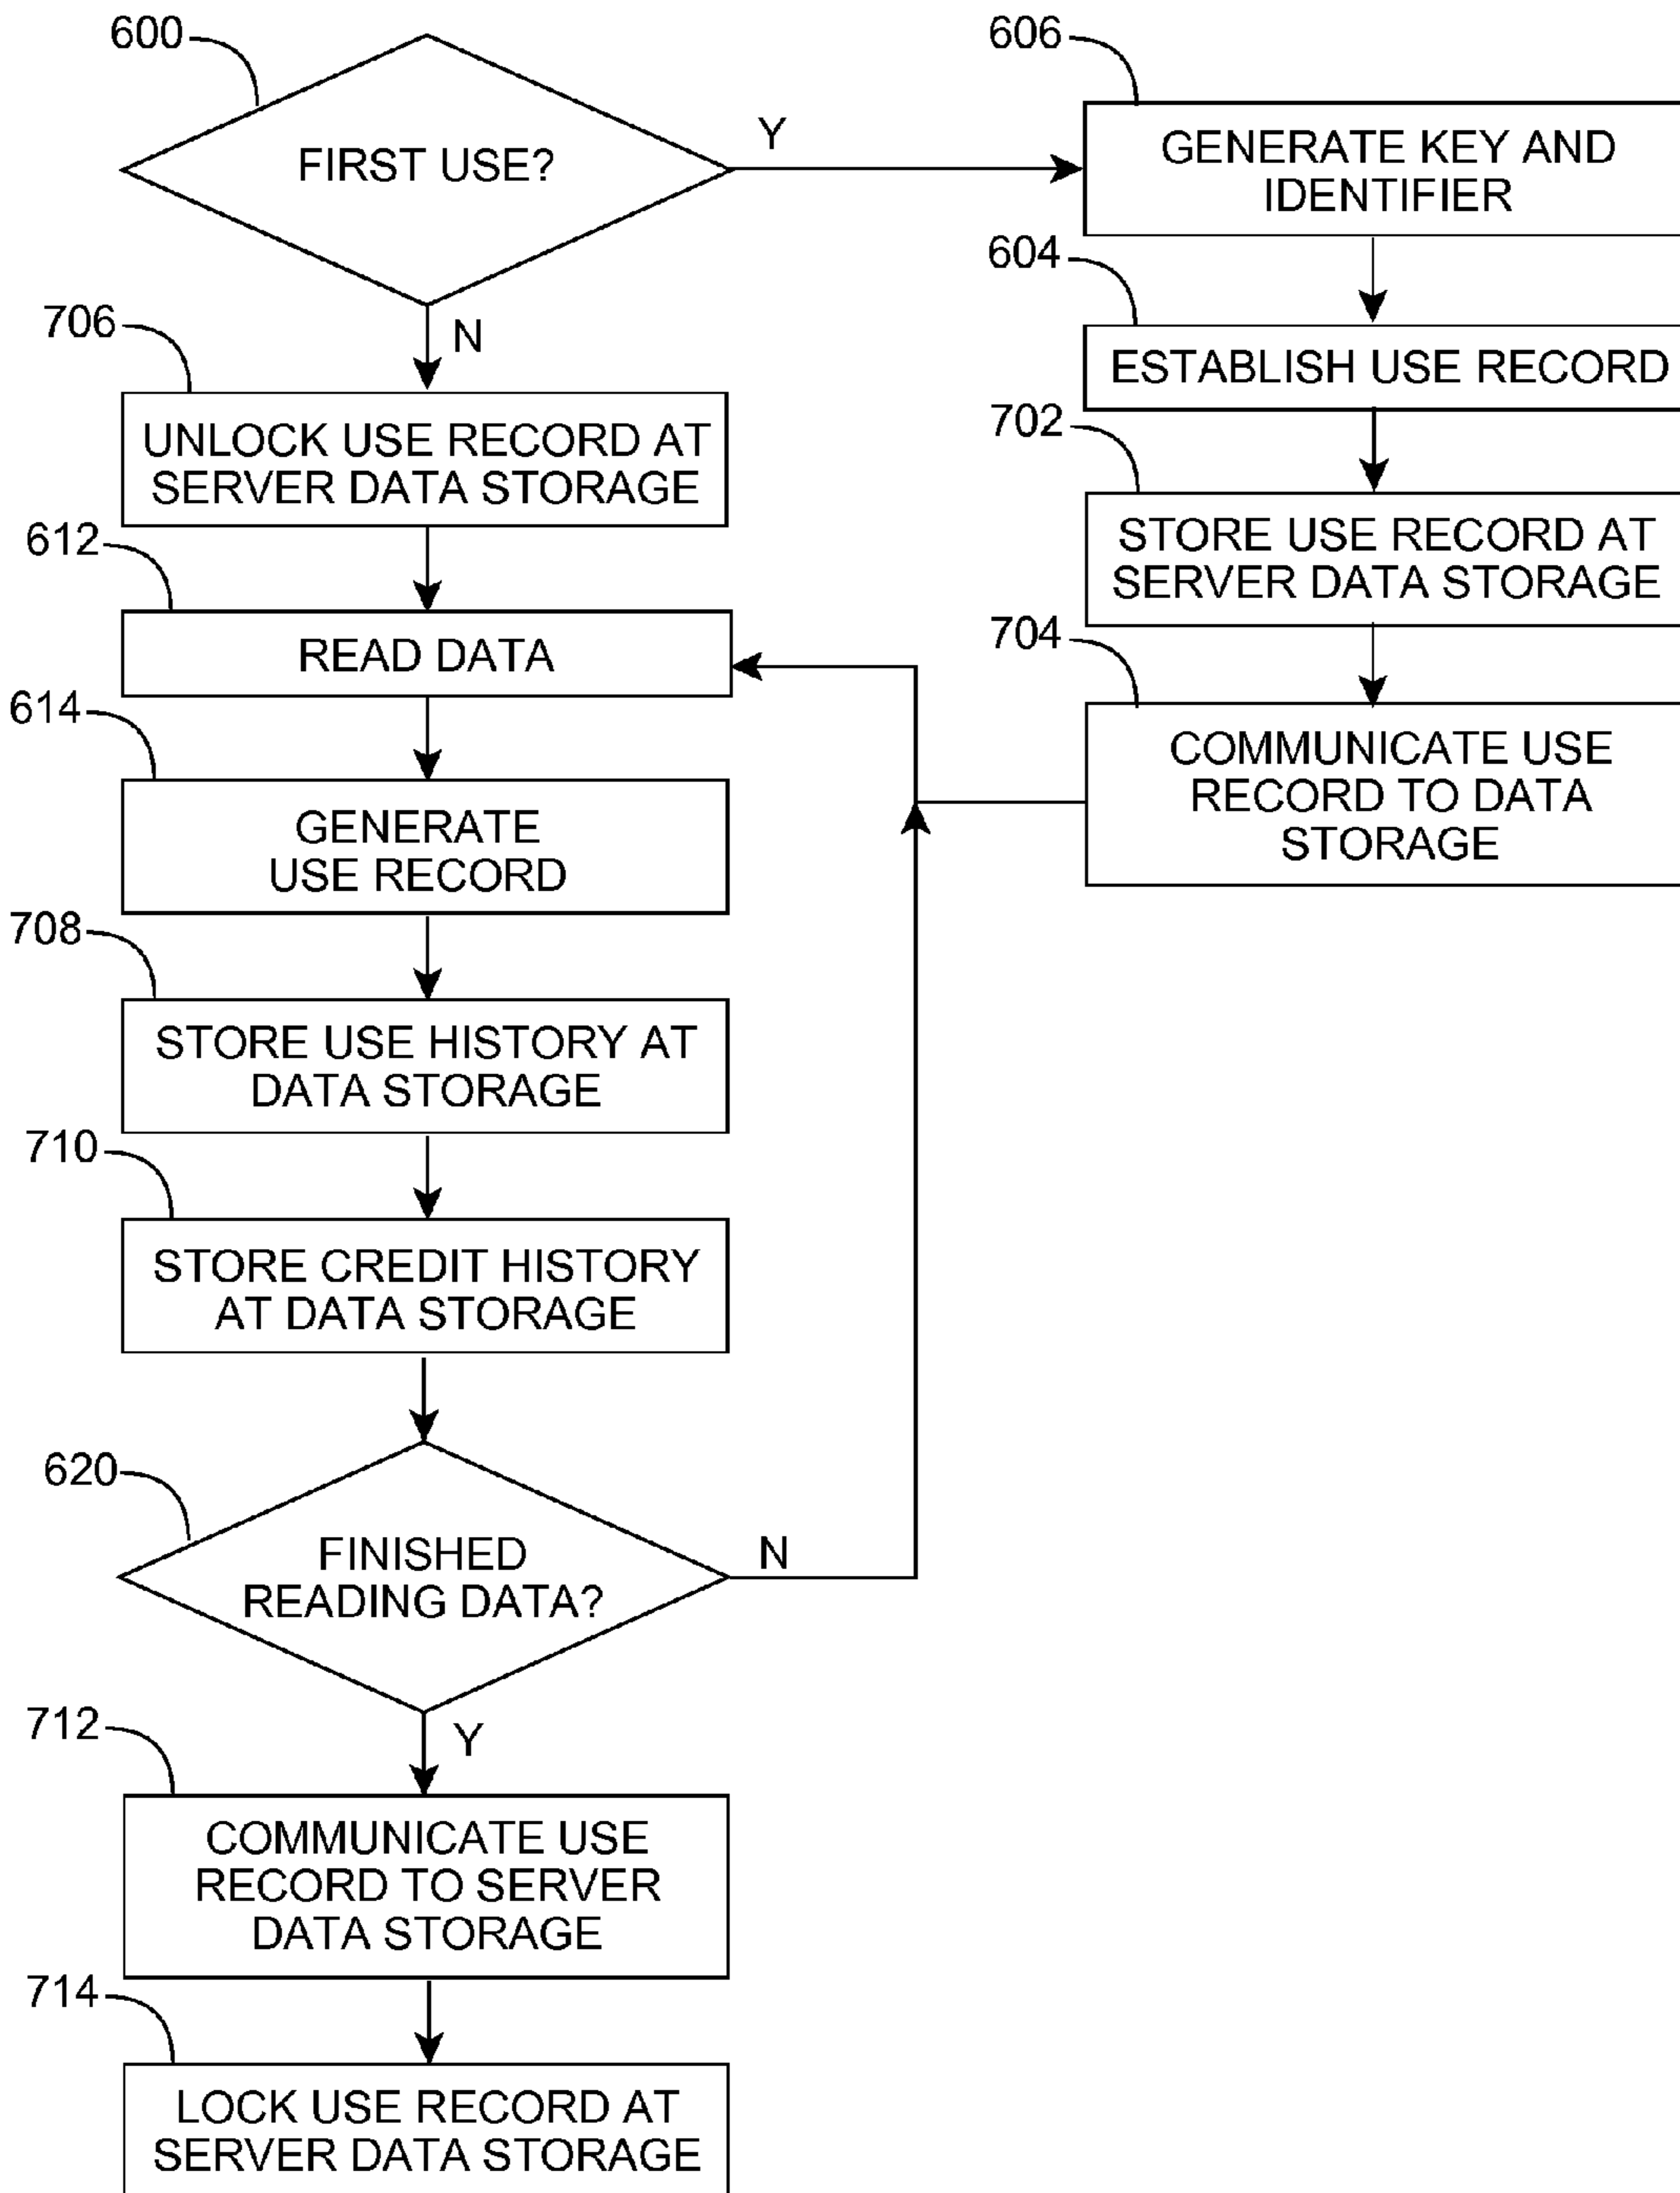 600
FIRST USE?
Y
N
606
GENERATE KEY AND
IDENTIFIER
604
ESTABLISH USE RECORD
702
STORE USE RECORD AT
SERVER DATA STORAGE
704
COMMUNICATE USE
RECORD TO DATA
STORAGE
706
UNLOCK USE RECORD AT
SERVER DATA STORAGE
612
READ DATA
614
GENERATE
USE RECORD
708
STORE USE HISTORY AT
DATA STORAGE
710
STORE CREDIT HISTORY
AT DATA STORAGE
620
FINISHED
READING DATA?
N
Y
712
COMMUNICATE USE
RECORD TO SERVER
DATA STORAGE
714
LOCK USE RECORD AT
SERVER DATA STORAGE